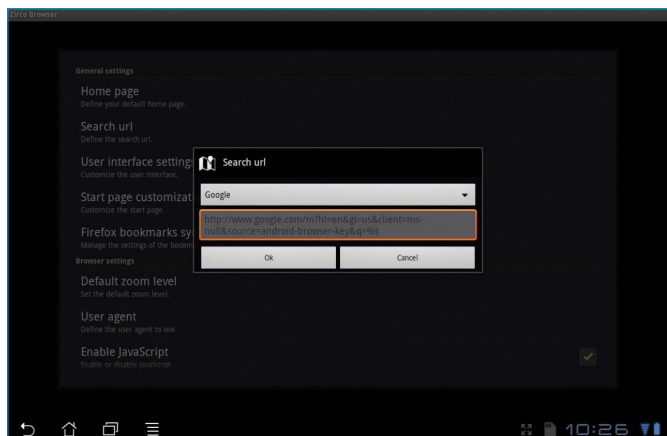 Zirco Browser
General settings
Home page
Define your default home page.
Search url
Define the search url.
User interface setting
Customize the user interface.
Start page customizat
Customize the start page.
Firefox bookmarks sy
Manage the settings of the bookm
Browser settings
Default zoom level
Set the default zoom level.
User agent
Define the user agent to use.
Enable JavaScript
Enable or disable JavaScript.
Search url
Google
http://www.google.com/m?hl=en&gl=us&client=ms-
null&source=android-browser-key&q=%s
Ok
Cancel
10:26